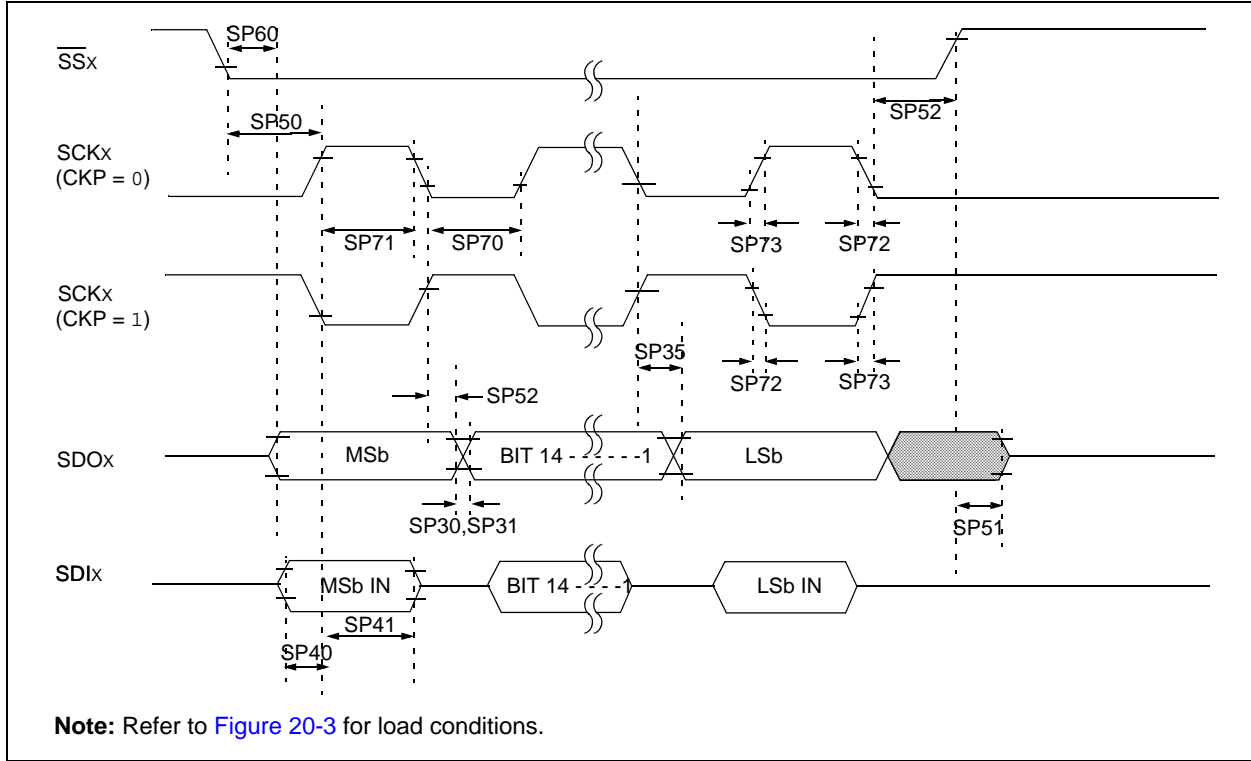 SP60
SSX
SP52
SP50
SCKX
(CKP = 0)
SP71
SP70
SP73
SP72
SCKX
(CKP = 1)
SP35
SP72
SP73
SP52
SDOX
MSb
BIT 14 - - - - - -1
LSb
SP30,SP31
SP51
SDIX
MSb IN
BIT 14 - - - -1
LSb IN
SP41
SP40
Note: Refer to Figure 20-3 for load conditions.